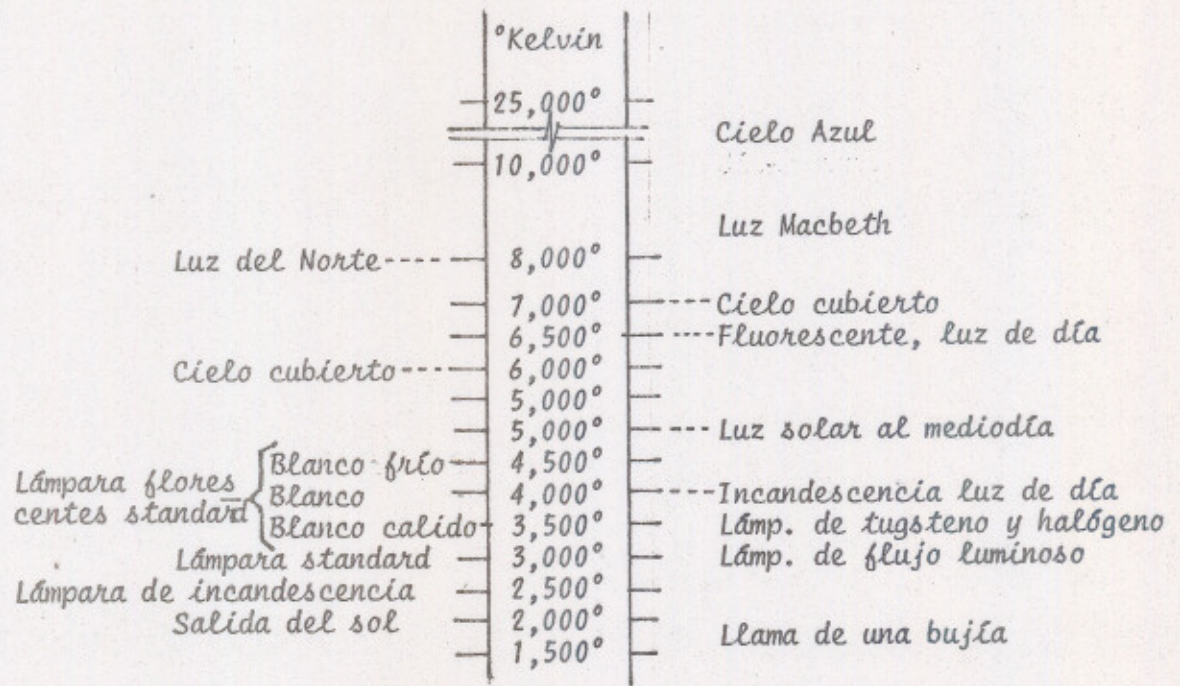 °Kelvin
25,000°
Cielo Azul
10,000°
Luz Macbeth
Luz del Norte---- 8,000°
7,000° ---Cielo cubierto
6,500° ----Fluorescente, luz de día
Cielo cubierto---- 6,000°
5,000°
5,000° ---Luz solar al mediodía
Blanco frío 4,500°
Lámpara flores
Blanco 4,000° ---Incandescencia luz de día
centes standard
Blanco calido 3,500° Lámp. de tugsteno y halógeno
Lámpara standard 3,000° Lámp. de flujo luminoso
Lámpara de incandescencia 2,500°
Salida del sol 2,000°
Llama de una bujía
1,500°